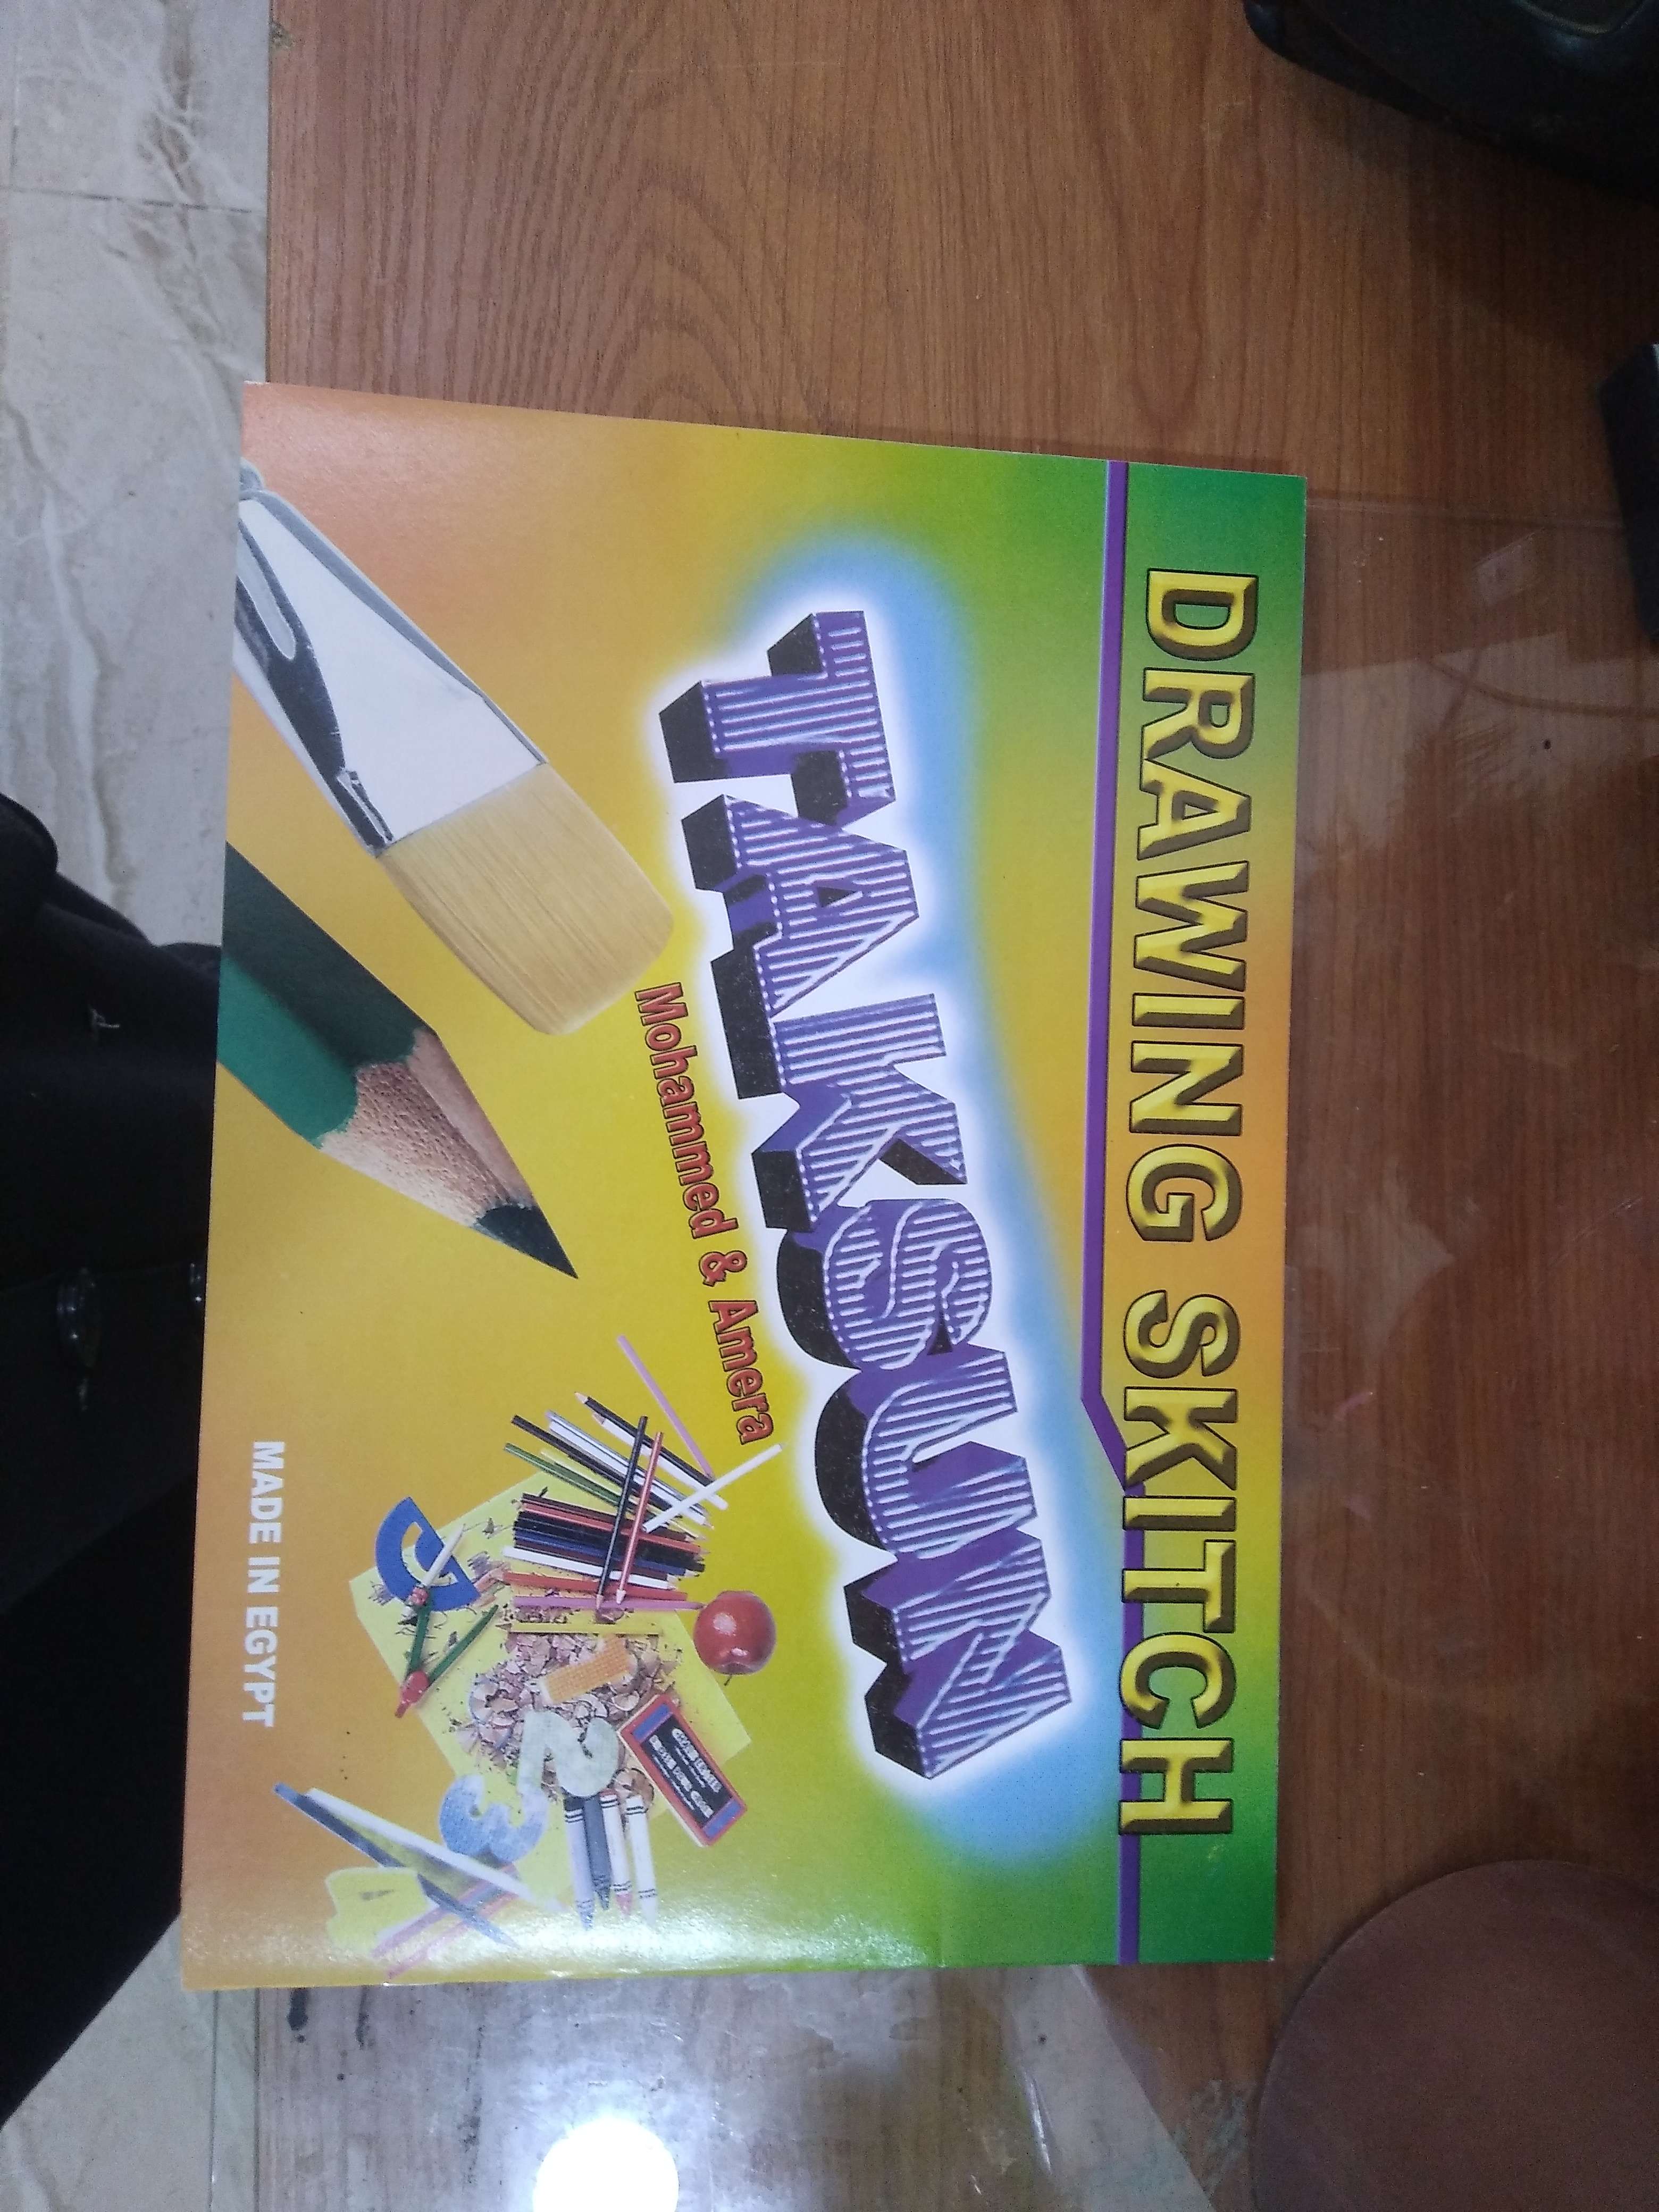 DRAWING SKITCH
TAKSUN
Mohammed & Amera
MADE IN EGYPT